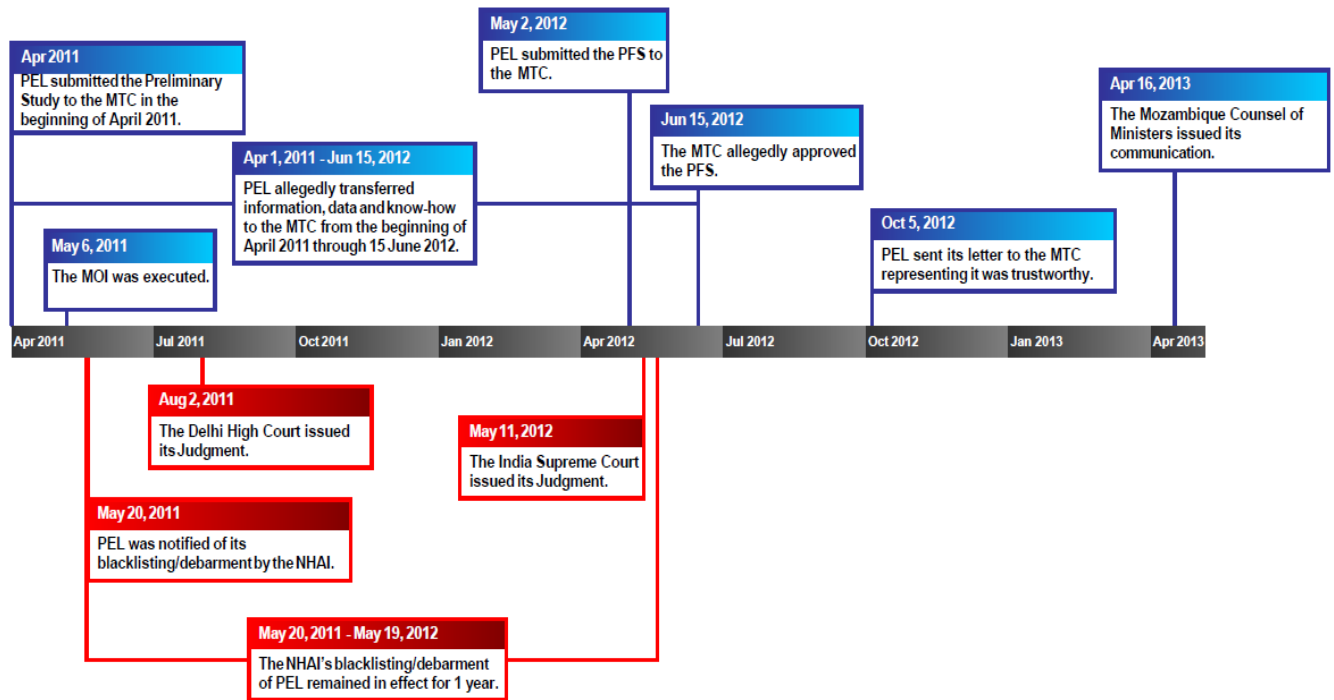 Apr 2011
PEL submitted the Preliminary
Study to the MTC in the
beginning of April 2011.
May 2, 2012
PEL submitted the PFS to
the MTC.
Apr 16, 2013
The Mozambique Counsel of
Ministers issued its
communication.
Jun 15, 2012
The MTC allegedly approved
the PFS.
Apr 1, 2011 - Jun 15, 2012
PEL allegedly transferred
information, data and know-how
to the MTC from the beginning of
April 2011 through 15 June 2012.
Oct 5, 2012
PEL sent its letter to the MTC
representing it was trustworthy.
May 6, 2011
The MOI was executed.
Apr 2011
Jul 2011
Oct 2011
Jan 2012
Apr 2012
Jul 2012
Oct 2012
Jan 2013
Apr 2013
Aug 2, 2011
The Delhi High Court issued
its Judgment.
May 11, 2012
The India Supreme Court
issued its Judgment.
May 20, 2011
PEL was notified of its
blacklisting/debarment by the NHAI.
May 20, 2011 - May 19, 2012
The NHAI's blacklisting/debarment
of PEL remained in effect for 1 year.